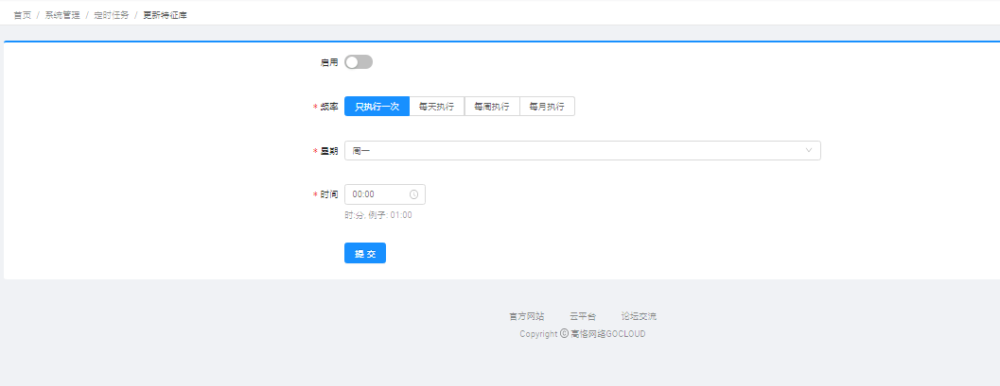 首页 / 系统管理 / 定时任务 / 更新特征库
启用
* 频率 只执行一次 每天执行 每周执行 每月执行
* 星期 周一
* 时间 00:00
时:分, 例子: 01:00
提 交
官方网站 云平台 论坛交流
Copyright © 高恪网络GOCLOUD